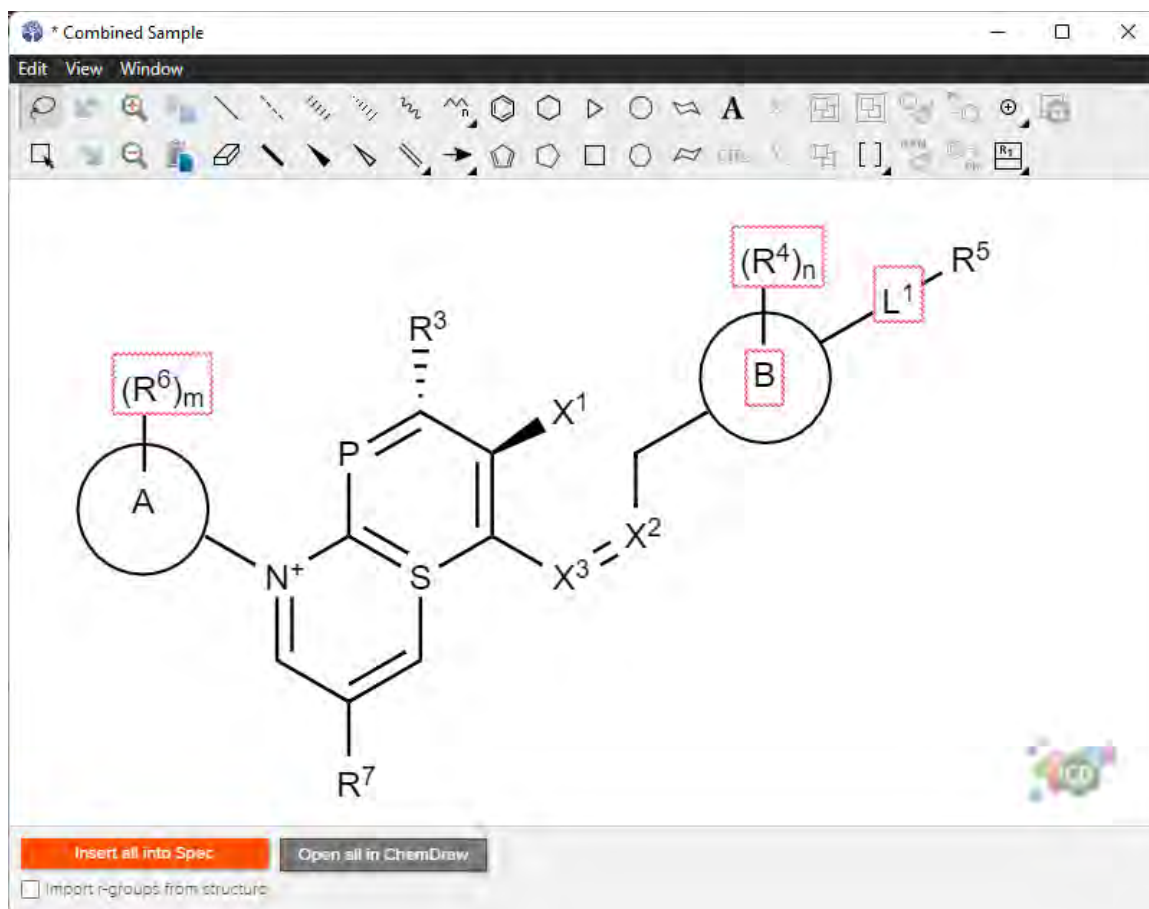 * Combined Sample
Edit View Window
A
[ ]
R1
(R⁴)ₙ
R⁵
L¹
R³
B
(R⁶)ₘ
X¹
P
A
X²
N⁺
S
X³
R⁷
Insert all into Spec
Open all in ChemDraw
Import r-groups from structure